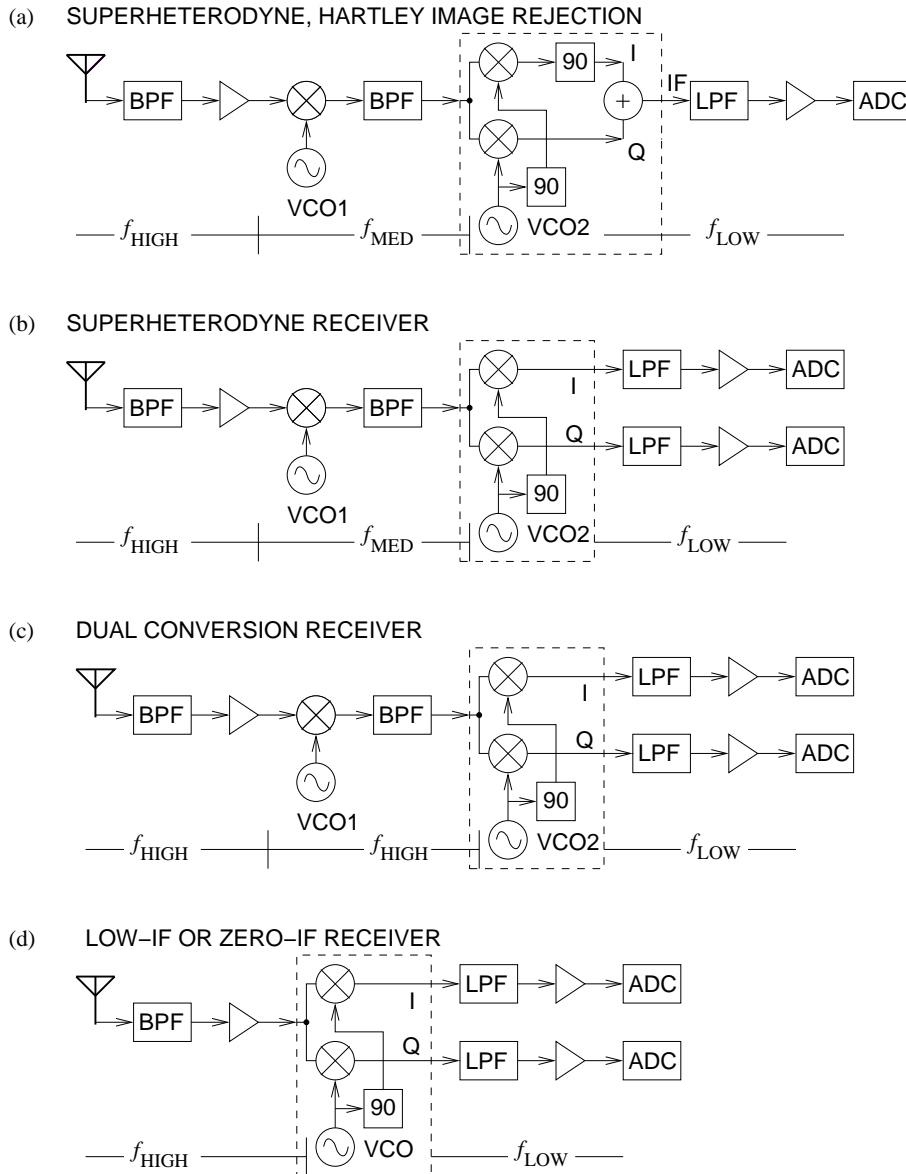 (a) SUPERHETERODYNE, HARTLEY IMAGE REJECTION
90 I
BPF BPF + IF LPF ADC
Q
90
VCO1 VCO2
fHIGH fMED fLOW
(b) SUPERHETERODYNE RECEIVER
LPF ADC
I
BPF BPF
Q LPF ADC
90
VCO1 VCO2
fHIGH fMED fLOW
(c) DUAL CONVERSION RECEIVER
LPF ADC
I
BPF BPF
Q LPF ADC
90
VCO1 VCO2
fHIGH fHIGH fLOW
(d) LOW–IF OR ZERO–IF RECEIVER
LPF ADC
I
BPF
Q LPF ADC
90
VCO
fHIGH fLOW